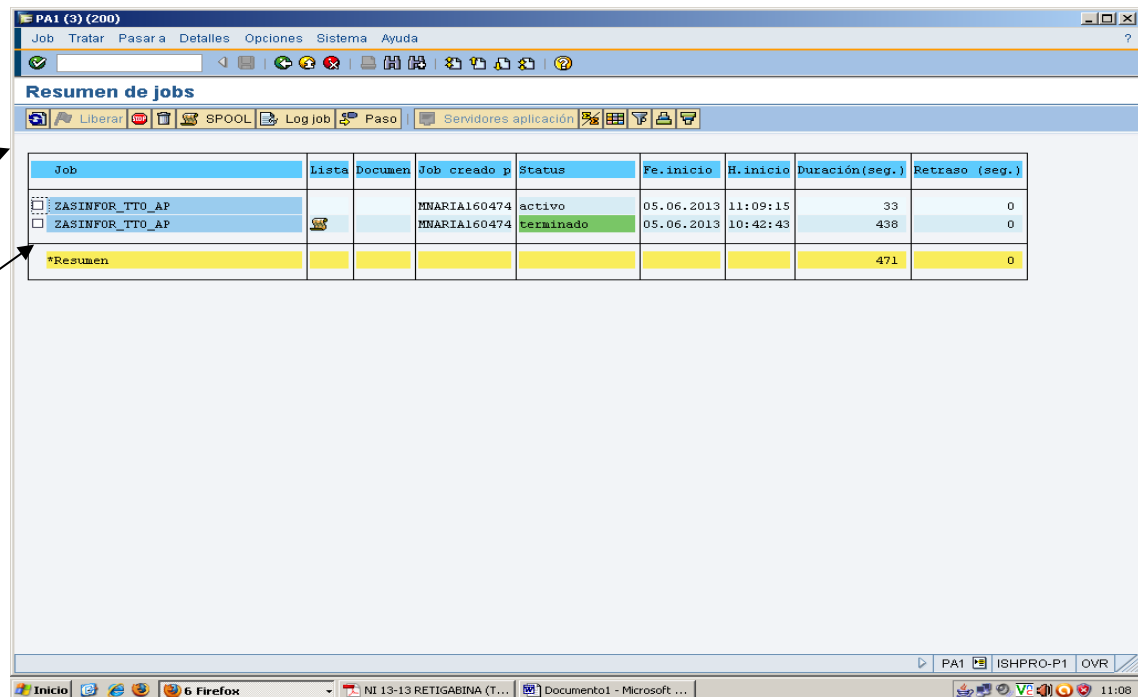 PA1 (3) (200)
Job Tratar Pasar a Detalles Opciones Sistema Ayuda ?
Resumen de jobs
Liberar SPOOL Log job Paso Servidores aplicación
Job Lista Documen Job creado p Status Fe.inicio H.inicio Duración(seg.) Retraso (seg.)
ZASINFOR_TTO_AP MNARIA160474 activo 05.06.2013 11:09:15 33 0
ZASINFOR_TTO_AP MNARIA160474 terminado 05.06.2013 10:42:43 438 0
*Resumen 471 0
PA1 ISHPRO-P1 OVR
Inicio 6 Firefox NI 13-13 RETIGABINA (T... Documento1 - Microsoft ... 11:08